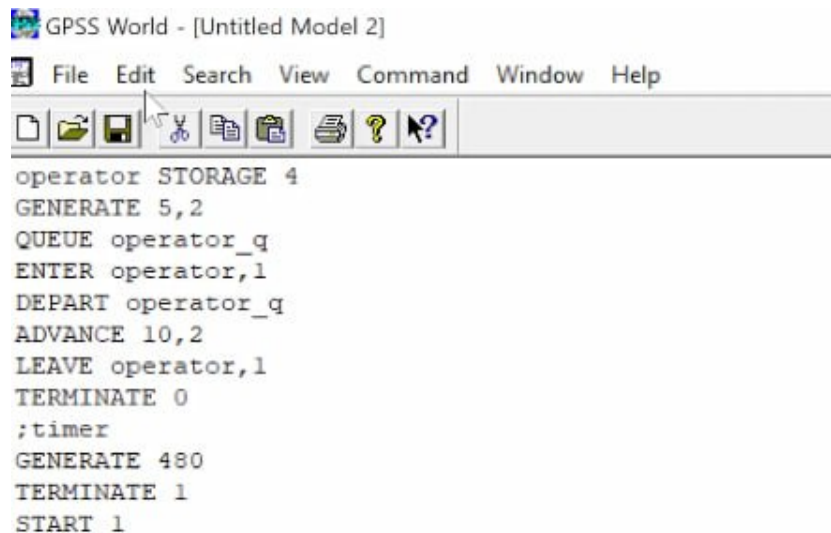 GPSS World - [Untitled Model 2]
File Edit Search View Command Window Help
operator STORAGE 4
GENERATE 5,2
QUEUE operator_q
ENTER operator,1
DEPART operator_q
ADVANCE 10,2
LEAVE operator,1
TERMINATE 0
;timer
GENERATE 480
TERMINATE 1
START 1